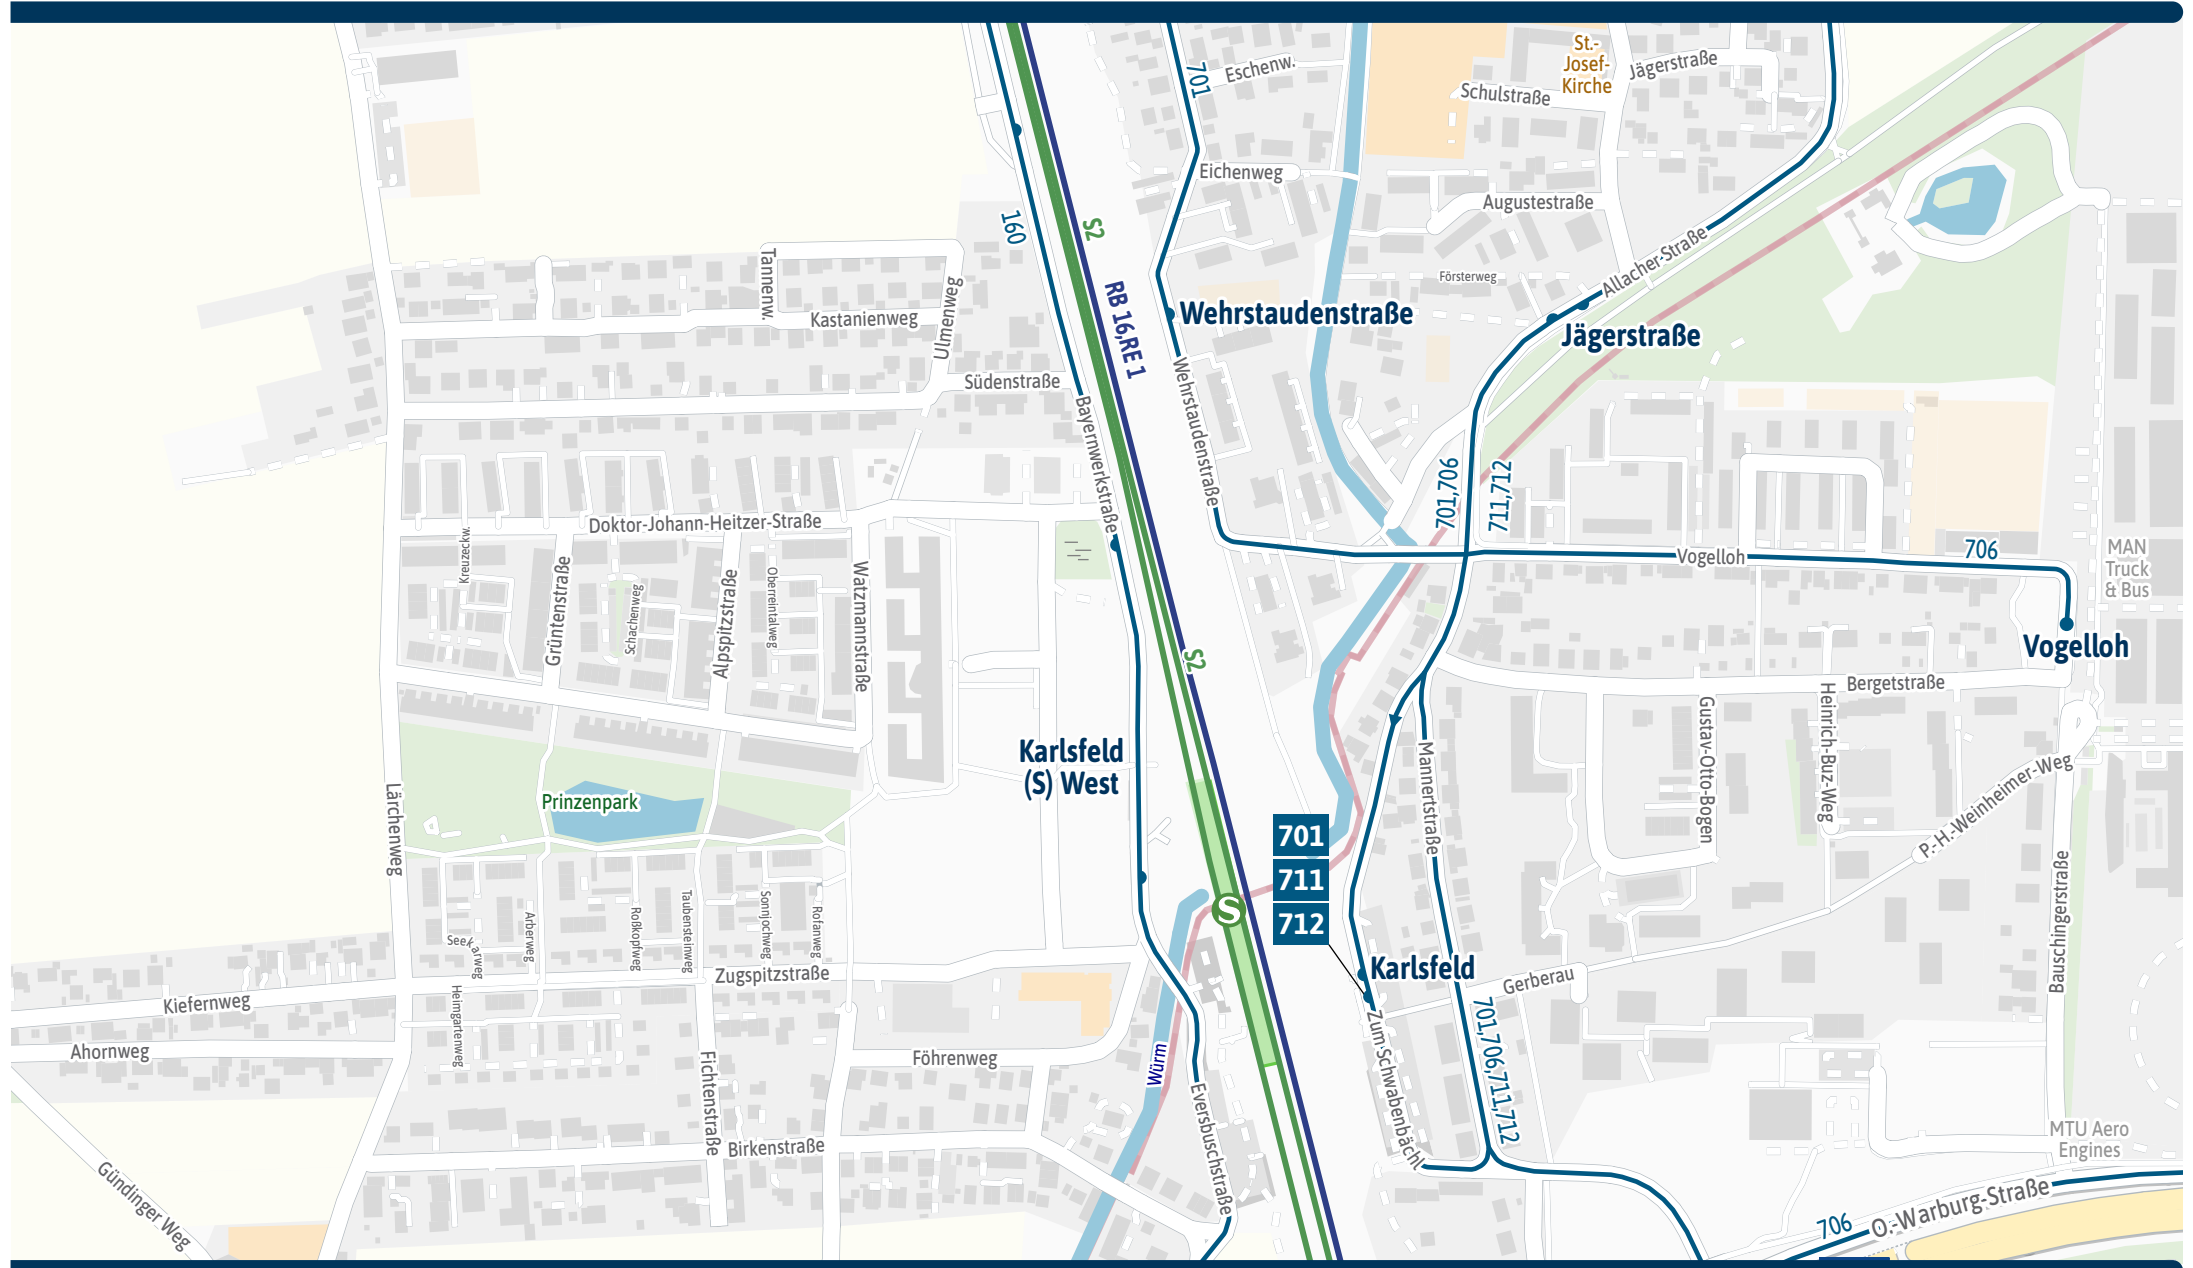 St.-
Josef-
Kirche
Jägerstraße
Eschenw.
701
Schulstraße
Eichenweg
Augustestraße
160
S2
Allacher-Straße
Försterweg
Tannenw.
Kastanienweg
Ulmenweg
RB 16,RE 1
Wehrstaudenstraße
Jägerstraße
Südenstraße
Bayernwerkstraße
Wehrstaudenstraße
701,706
711,712
Doktor-Johann-Heitzer-Straße
Kreuzeckw.
Grüntenstraße
Schachenweg
Alpspitzstraße
Oberreintalweg
Watzmannstraße
Vogelloh
706
MAN
Truck
& Bus
Vogelloh
S2
Bergetstraße
Gustav-Otto-Bogen
Heinrich-Buz-Weg
P.-H.-Weinheimer-Weg
Karlsfeld
(S) West
Mannertstraße
Lärchenweg
Prinzenpark
701
711
712
S
Bauschingerstraße
Seekarweg
Arberweg
Roßkopfweg
Taubensteinweg
Sonnjochweg
Rofanweg
Karlsfeld
Gerberau
Zugspitzstraße
Kiefernweg
Heimgartenweg
Ahornweg
Föhrenweg
Würm
Zum Schwabenbächl
701,706,711,712
Fichtenstraße
Birkenstraße
Eversbuschstraße
MTU Aero
Engines
Gündinger Weg
706
O.-Warburg-Straße